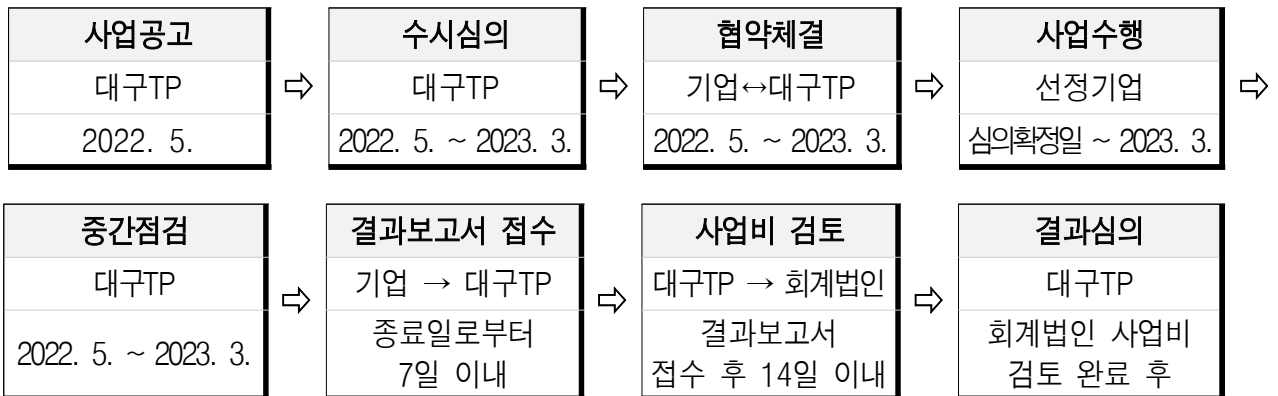 사업공고
대구TP
2022. 5.
⇨
수시심의
대구TP
2022. 5. ~ 2023. 3.
⇨
협약체결
기업↔대구TP
2022. 5. ~ 2023. 3.
⇨
사업수행
선정기업
심의확정일 ~ 2023. 3.
⇨
중간점검
대구TP
2022. 5. ~ 2023. 3.
⇨
결과보고서 접수
기업 → 대구TP
종료일로부터
7일 이내
⇨
사업비 검토
대구TP → 회계법인
결과보고서
접수 후 14일 이내
⇨
결과심의
대구TP
회계법인 사업비
검토 완료 후